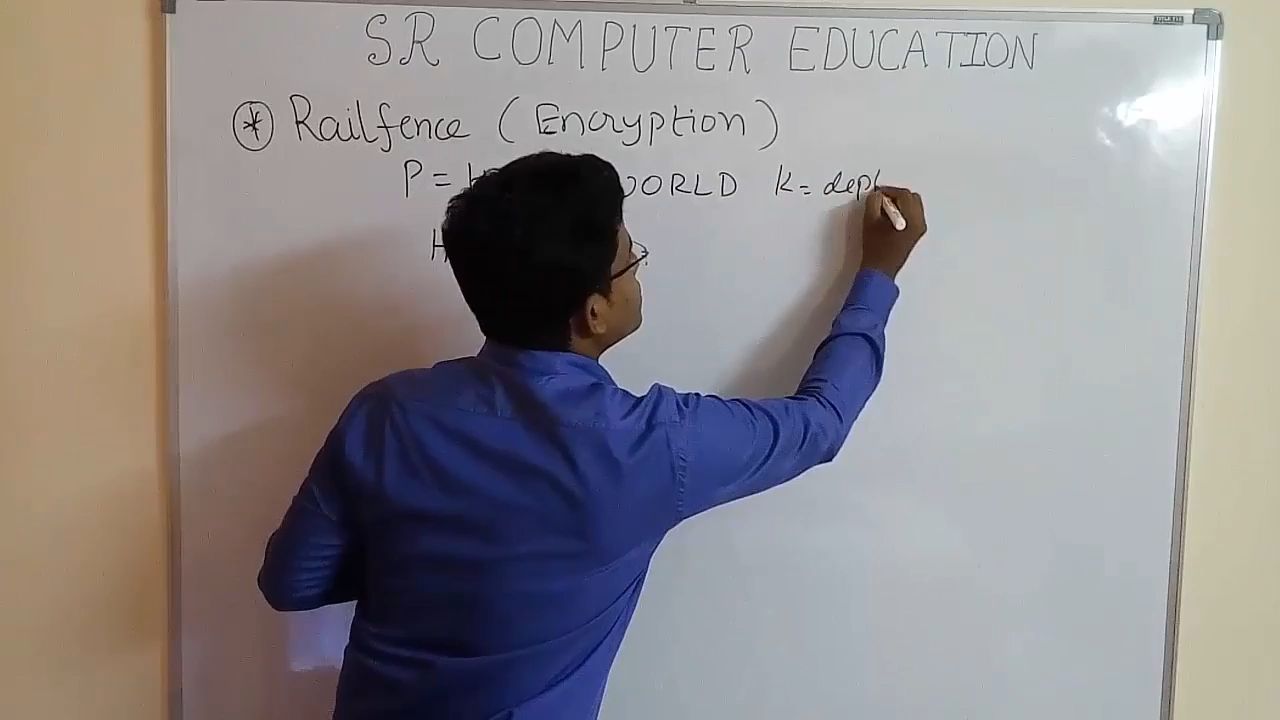 SR COMPUTER EDUCATION
* Railfence (Encryption)
P = H WORLD K = dept
H